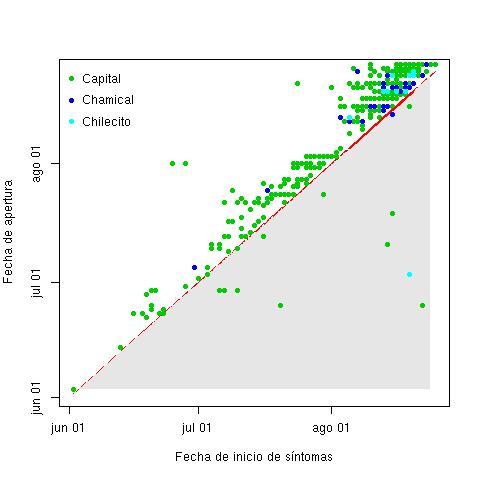 Capital
Chamical
Chilecito
ago 01
jul 01
jun 01
Fecha de apertura
jun 01 jul 01 ago 01
Fecha de inicio de síntomas